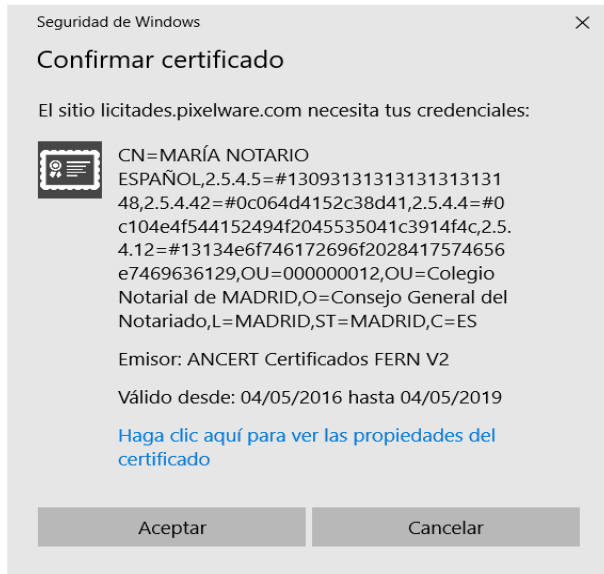 Seguridad de Windows
Confirmar certificado
El sitio licitades.pixelware.com necesita tus credenciales:
CN=MARÍA NOTARIO
ESPAÑOL,2.5.4.5=#13093131313131313131
48,2.5.4.42=#0c064d4152c38d41,2.5.4.4=#0
c104e4f544152494f2045535041c3914f4c,2.5.
4.12=#13134e6f746172696f2028417574656
e7469636129,OU=000000012,OU=Colegio
Notarial de MADRID,O=Consejo General del
Notariado,L=MADRID,ST=MADRID,C=ES
Emisor: ANCERT Certificados FERN V2
Válido desde: 04/05/2016 hasta 04/05/2019
Haga clic aquí para ver las propiedades del
certificado
Aceptar
Cancelar